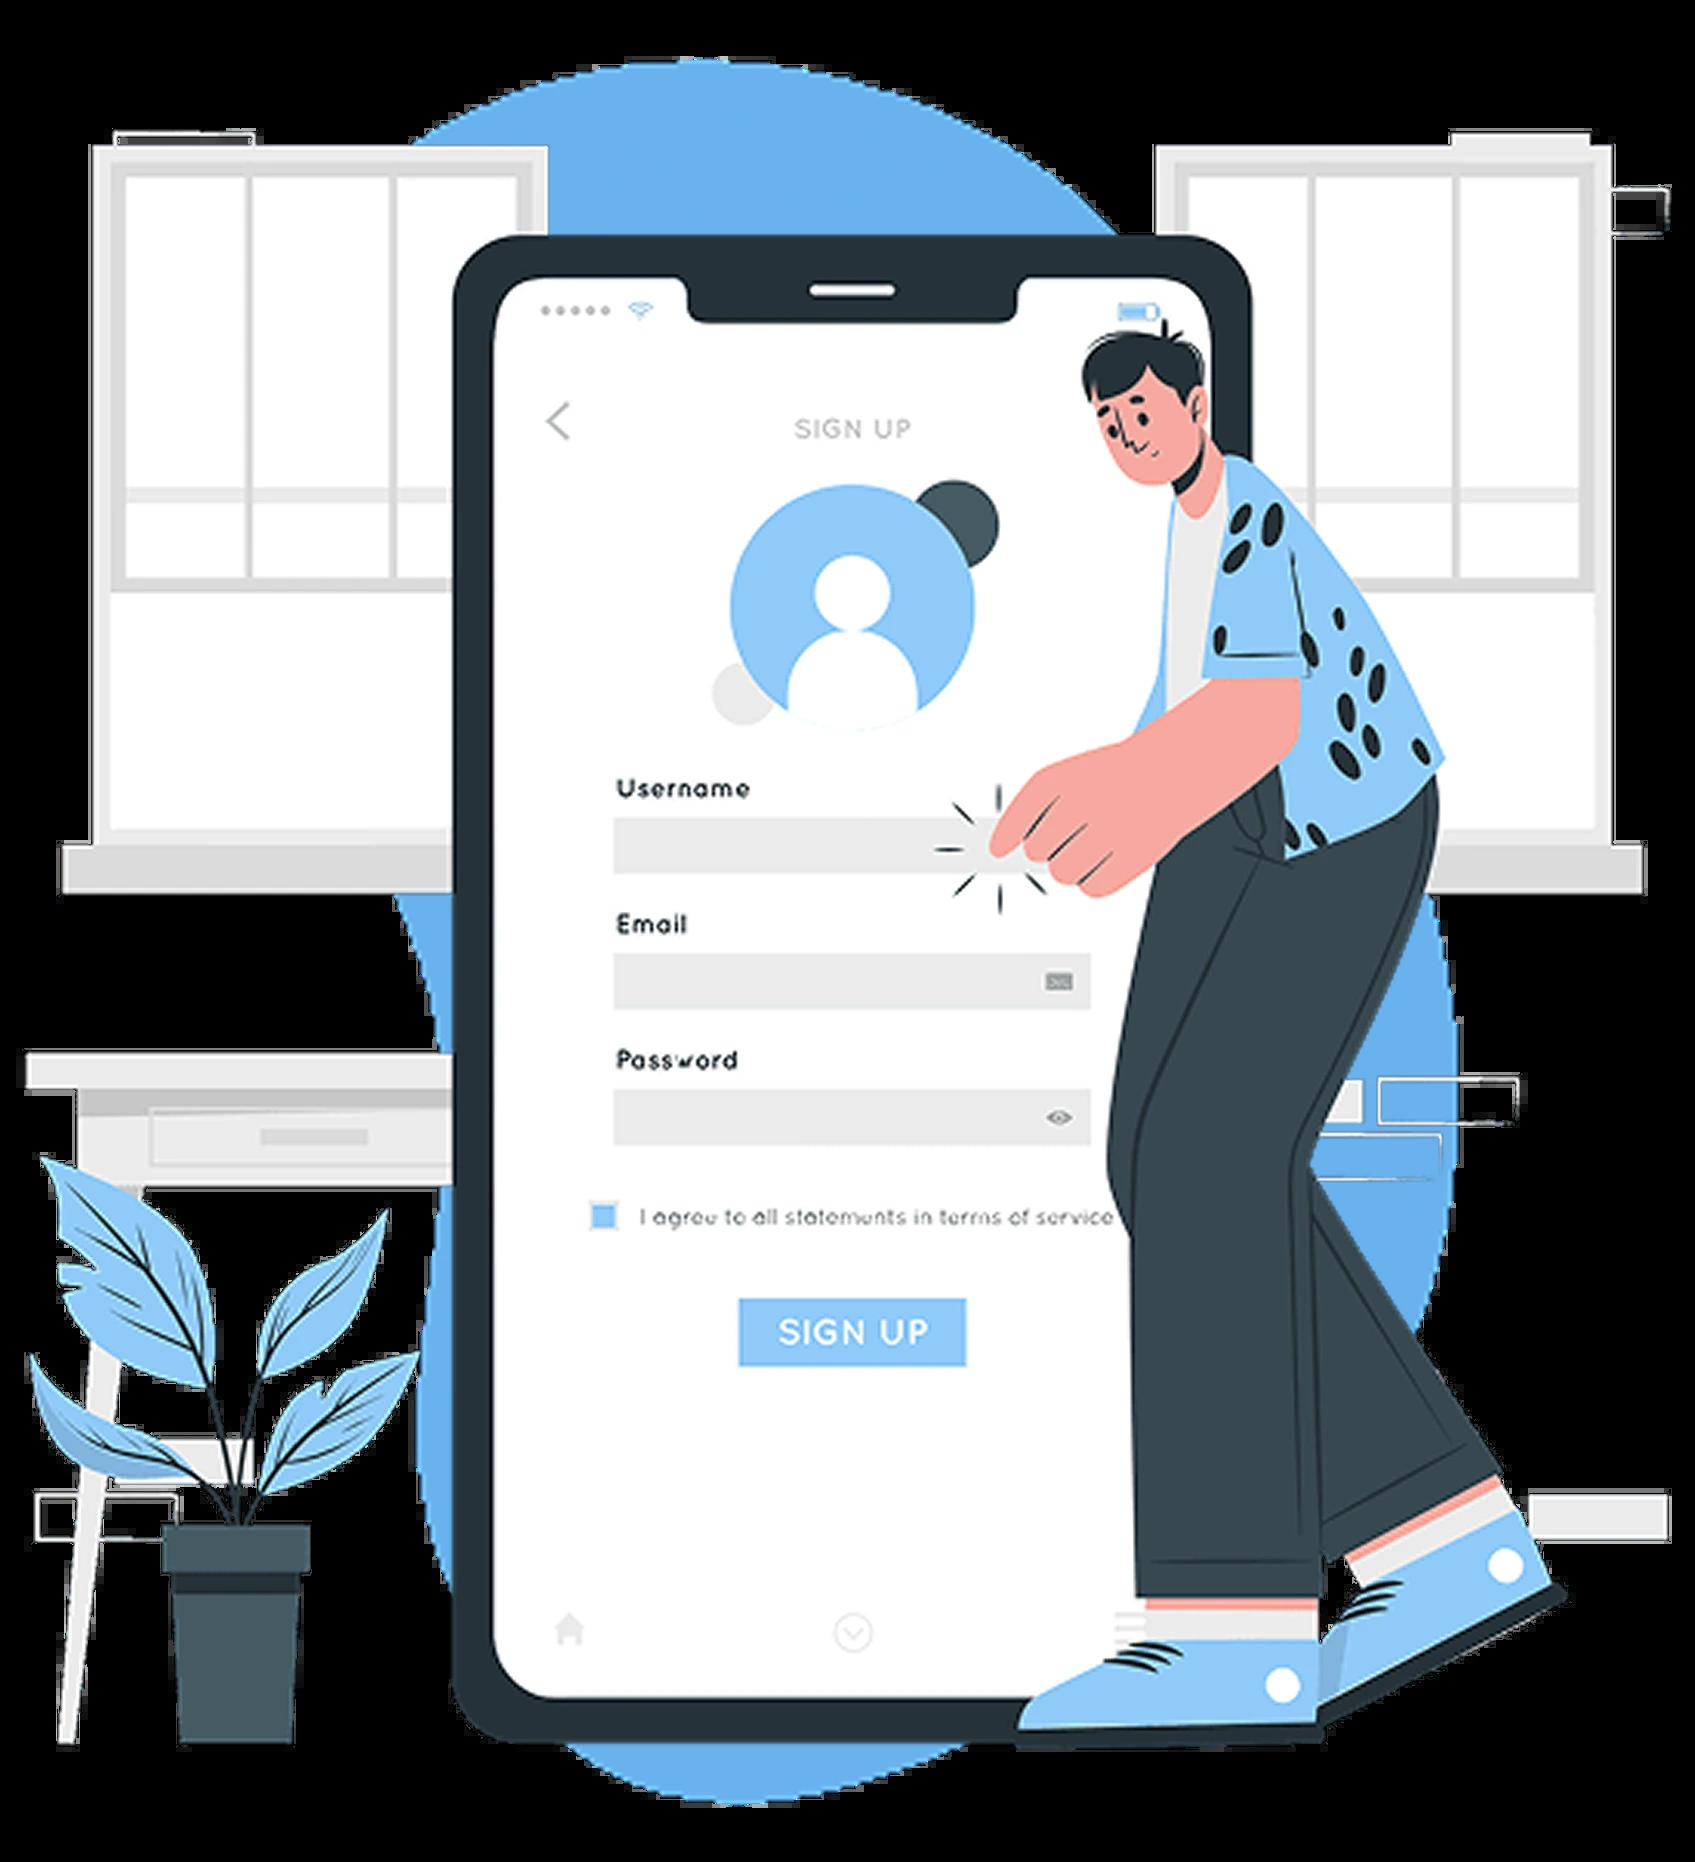 SIGN UP
Username
Email
Password
I agree to all statements in terms of service
SIGN UP